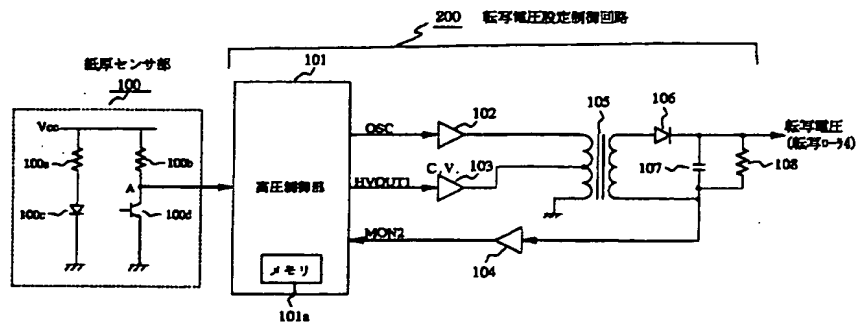 200 転写電圧設定制御回路
紙厚センサ部
100
101
Vcc
100a
100b
A
100c
100d
高圧制御部
メモリ
101a
OSC
102
C.V.
103
HVOUT1
MON2
104
105
106
107
108
転写電圧
(転写ローラ4)